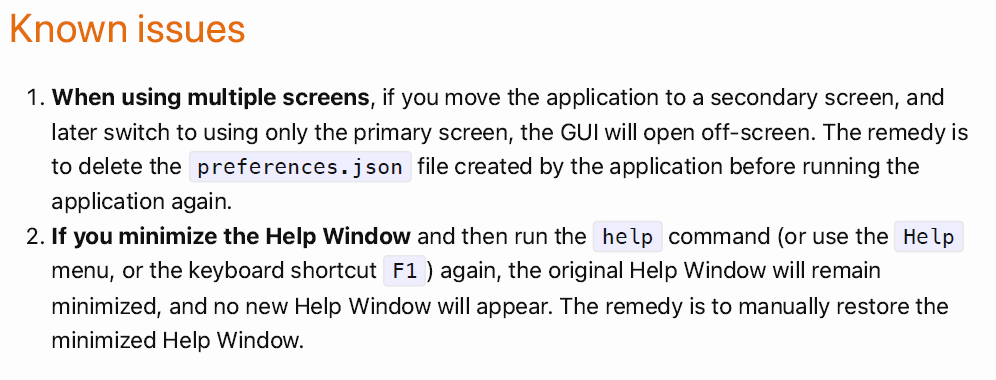 Known issues
1. When using multiple screens, if you move the application to a secondary screen, and
later switch to using only the primary screen, the GUI will open off-screen. The remedy is
to delete the preferences.json file created by the application before running the
application again.
2. If you minimize the Help Window and then run the help command (or use the Help
menu, or the keyboard shortcut F1) again, the original Help Window will remain
minimized, and no new Help Window will appear. The remedy is to manually restore the
minimized Help Window.